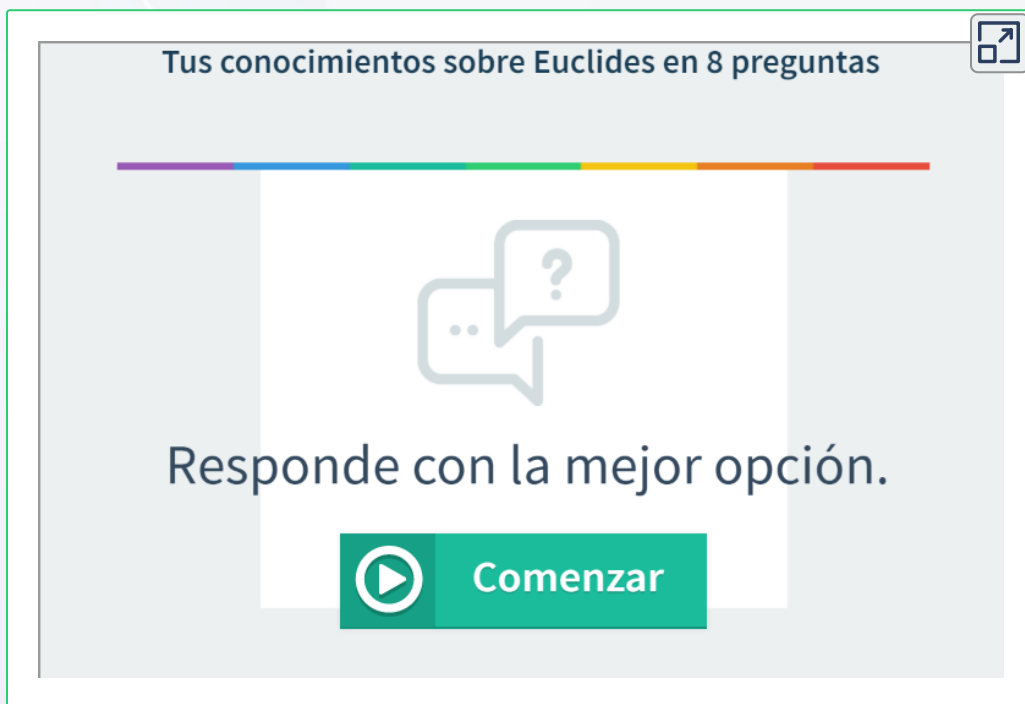 Tus conocimientos sobre Euclides en 8 preguntas
?
Responde con la mejor opción.
Comenzar